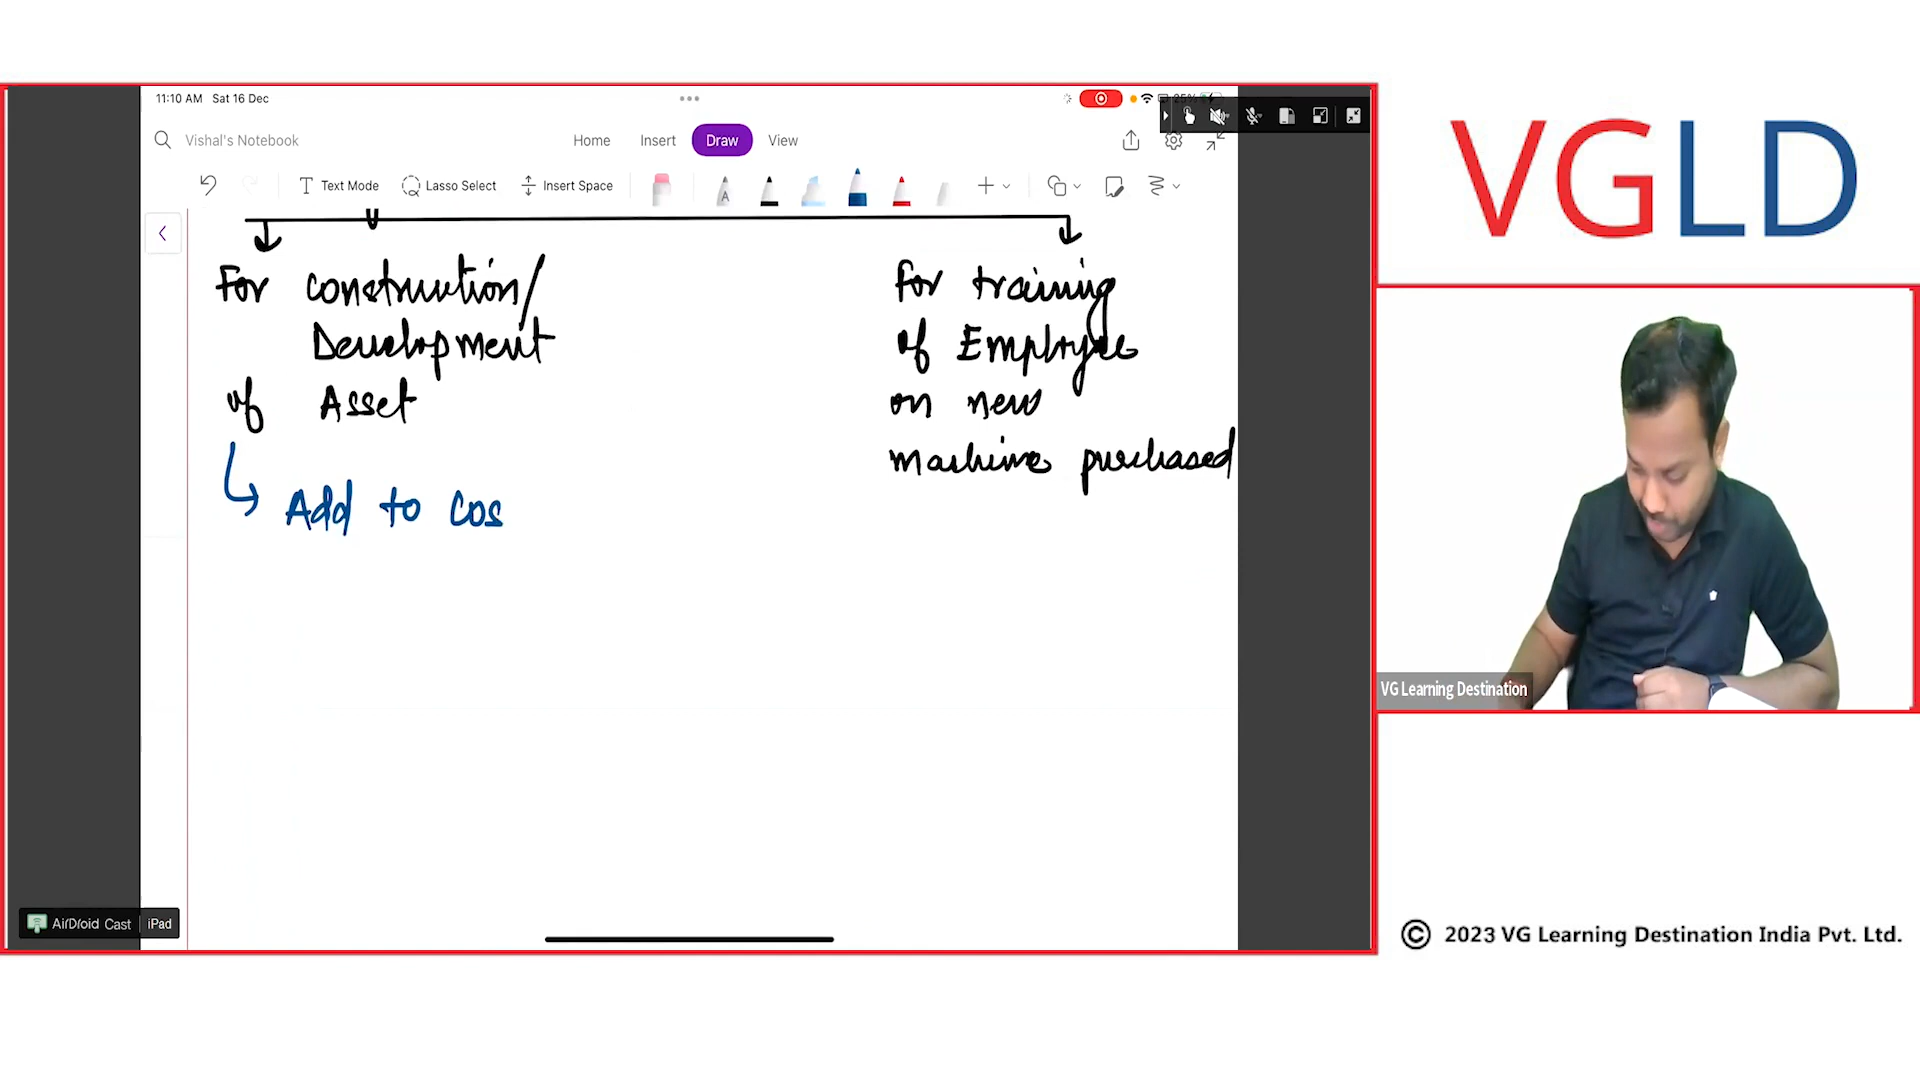 11:10 AM Sat 16 Dec
25%
Vishal's Notebook
Home Insert Draw View
Text Mode Lasso Select Insert Space
For construction/
Development
of Asset
Add to Cos
for training
of Employee
on new
machine purchased
AirDroid Cast iPad
VGLD
VG Learning Destination
© 2023 VG Learning Destination India Pvt. Ltd.